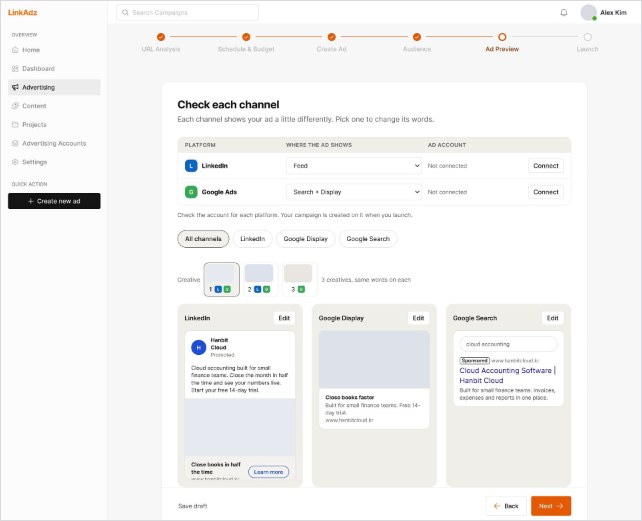 LinkAdz
Search Campaigns
Alex Kim
OVERVIEW
Home
Dashboard
Advertising
Content
Projects
Advertising Accounts
Settings
QUICK ACTION
+ Create new ad
URL Analysis
Schedule & Budget
Create Ad
Audience
Ad Preview
Launch
Check each channel
Each channel shows your ad a little differently. Pick one to change its words.
PLATFORM WHERE THE AD SHOWS AD ACCOUNT
L LinkedIn Feed Not connected Connect
G Google Ads Search + Display Not connected Connect
Check the account for each platform. Your campaign is created on it when you launch.
All channels LinkedIn Google Display Google Search
Creative 1 L G 2 L G 3 G 3 creatives, same words on each
LinkedIn Edit
H Hanbit
Cloud
Promoted
Cloud accounting built for small
finance teams. Close the month in half
the time and see your numbers live.
Start your free 14-day trial.
Close books in half
the time
www.hanbitcloud.kr
Learn more
Google Display Edit
Close books faster
Built for small finance teams. Free 14-
day trial.
www.hanbitcloud.kr
Google Search Edit
cloud accounting
Sponsored www.hanbitcloud.kr
Cloud Accounting Software |
Hanbit Cloud
Built for small finance teams. Invoices,
expenses and reports in one place.
Save draft
← Back
Next →